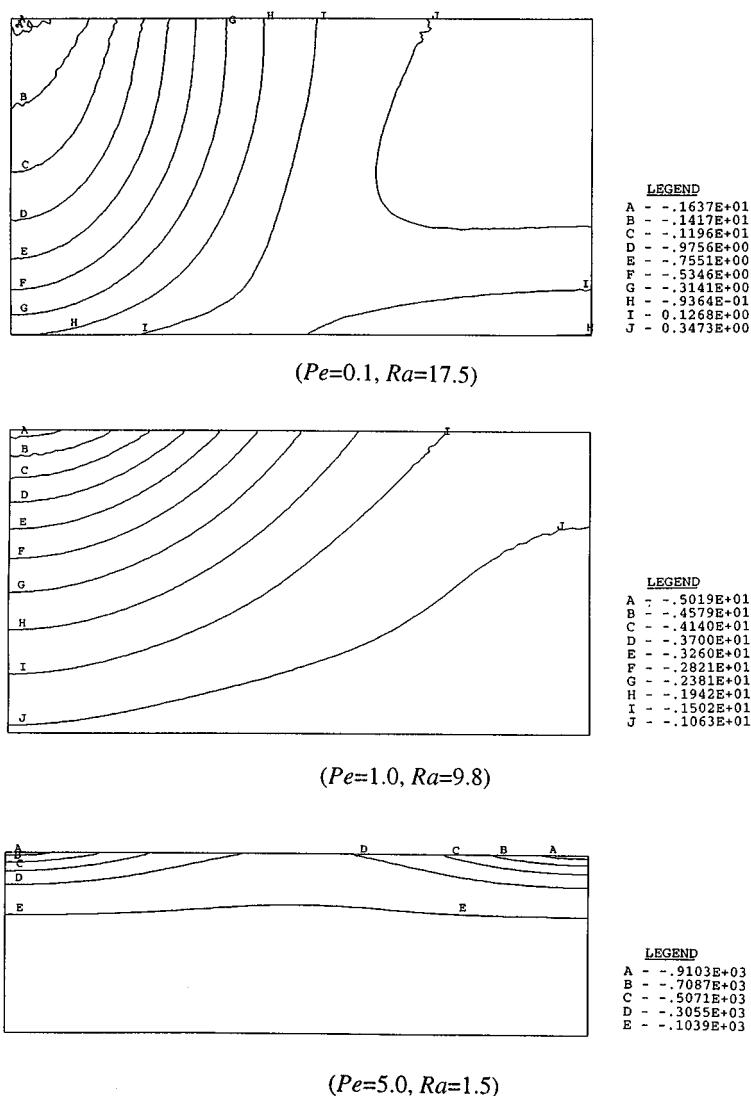 A G H I J
A
B
C
D
E
F
G
H I
I
H
LEGEND
A - -.1637E+01
B - -.1417E+01
C - -.1196E+01
D - -.9756E+00
E - -.7551E+00
F - -.5346E+00
G - -.3141E+00
H - -.9364E-01
I - 0.1268E+00
J - 0.3473E+00
(Pe=0.1, Ra=17.5)
A I
B
C
D
E
F
G
H
I
J
J
LEGEND
A - -.5019E+01
B - -.4579E+01
C - -.4140E+01
D - -.3700E+01
E - -.3260E+01
F - -.2821E+01
G - -.2381E+01
H - -.1942E+01
I - -.1502E+01
J - -.1063E+01
(Pe=1.0, Ra=9.8)
A D C B A
C
D
E E
LEGEND
A - -.9103E+03
B - -.7087E+03
C - -.5071E+03
D - -.3055E+03
E - -.1039E+03
(Pe=5.0, Ra=1.5)